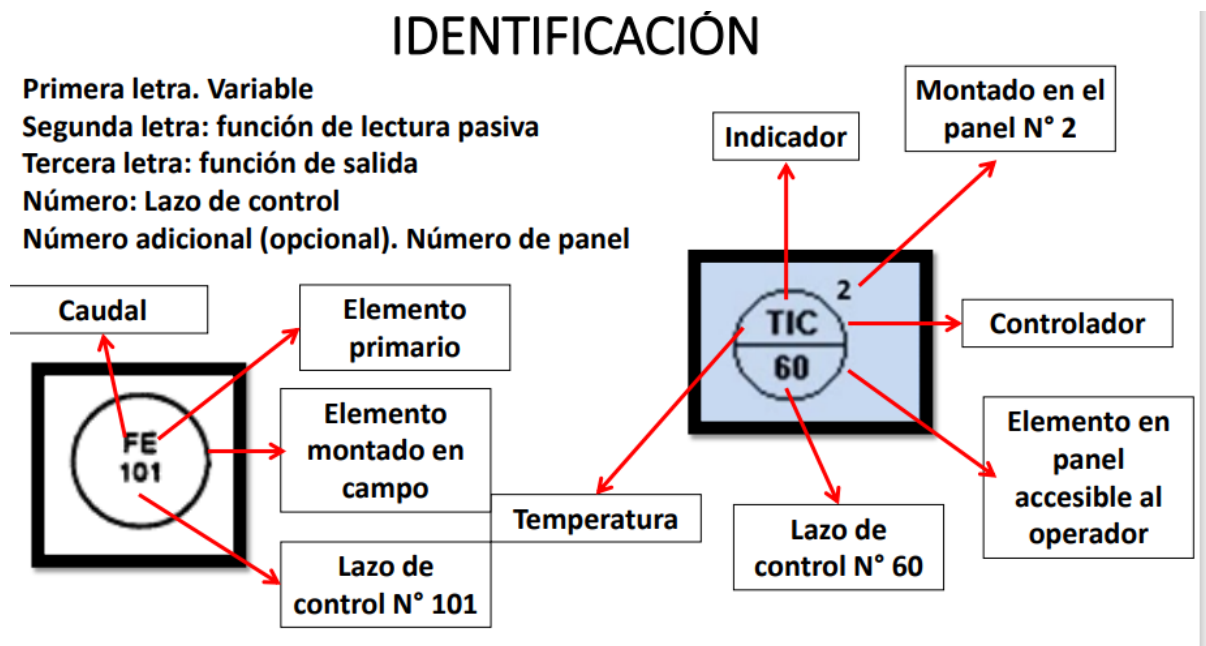 IDENTIFICACIÓN
Primera letra. Variable
Segunda letra: función de lectura pasiva
Tercera letra: función de salida
Número: Lazo de control
Número adicional (opcional). Número de panel
Caudal
Elemento
primario
Elemento
montado en
campo
Lazo de
control N° 101
FE
101
Indicador
Montado en el
panel N° 2
2
TIC
60
Controlador
Elemento en
panel
accesible al
operador
Temperatura
Lazo de
control N° 60